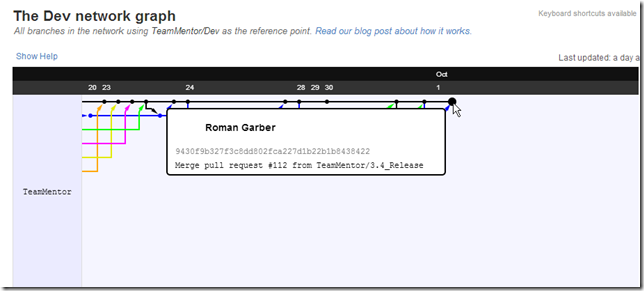 The Dev network graph
Keyboard shortcuts available
All branches in the network using TeamMentor/Dev as the reference point. Read our blog post about how it works.
Show Help
Last updated: a day a
Oct
20 23 24 28 29 30 1
Roman Garber
9430f9b327f3c8dd802fca227d1b22b1b8438422
Merge pull request #112 from TeamMentor/3.4_Release
TeamMentor